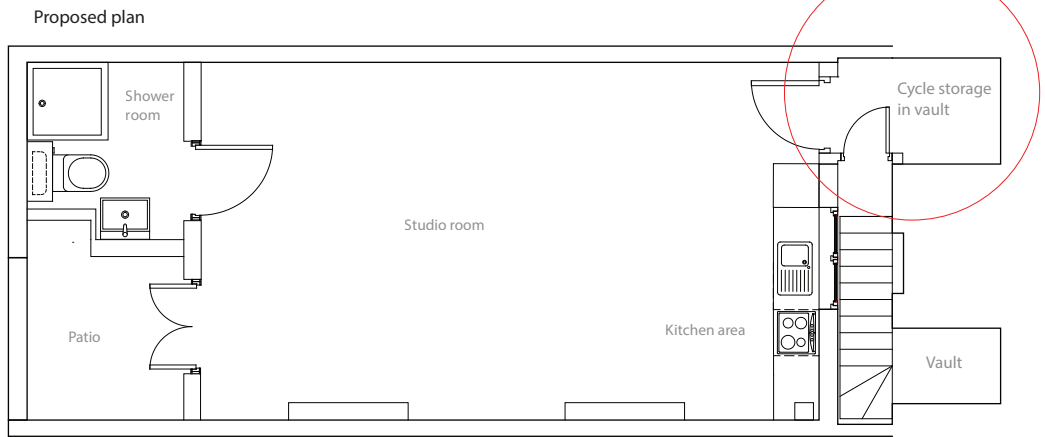 Proposed plan
Shower
room
Cycle storage
in vault
Studio room
Kitchen area
Patio
Vault